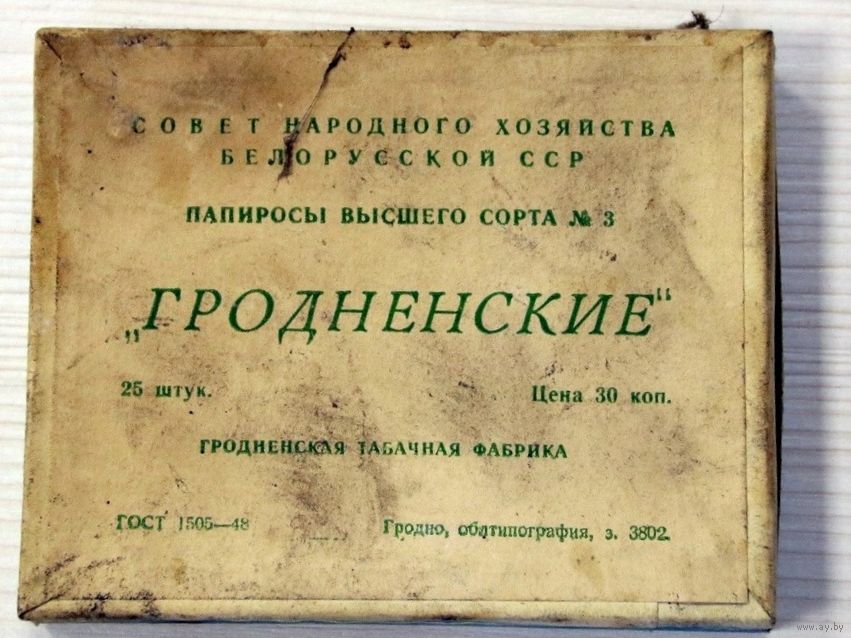 СОВЕТ НАРОДНОГО ХОЗЯЙСТВА
БЕЛОРУССКОЙ ССР
ПАПИРОСЫ ВЫСШЕГО СОРТА № 3
„ГРОДНЕНСКИЕ“
25 штук. Цена 30 коп.
ГРОДНЕНСКАЯ ТАБАЧНАЯ ФАБРИКА
ГОСТ 1505—48 Гродно, облтипография, з. 3802.
www.ay.by